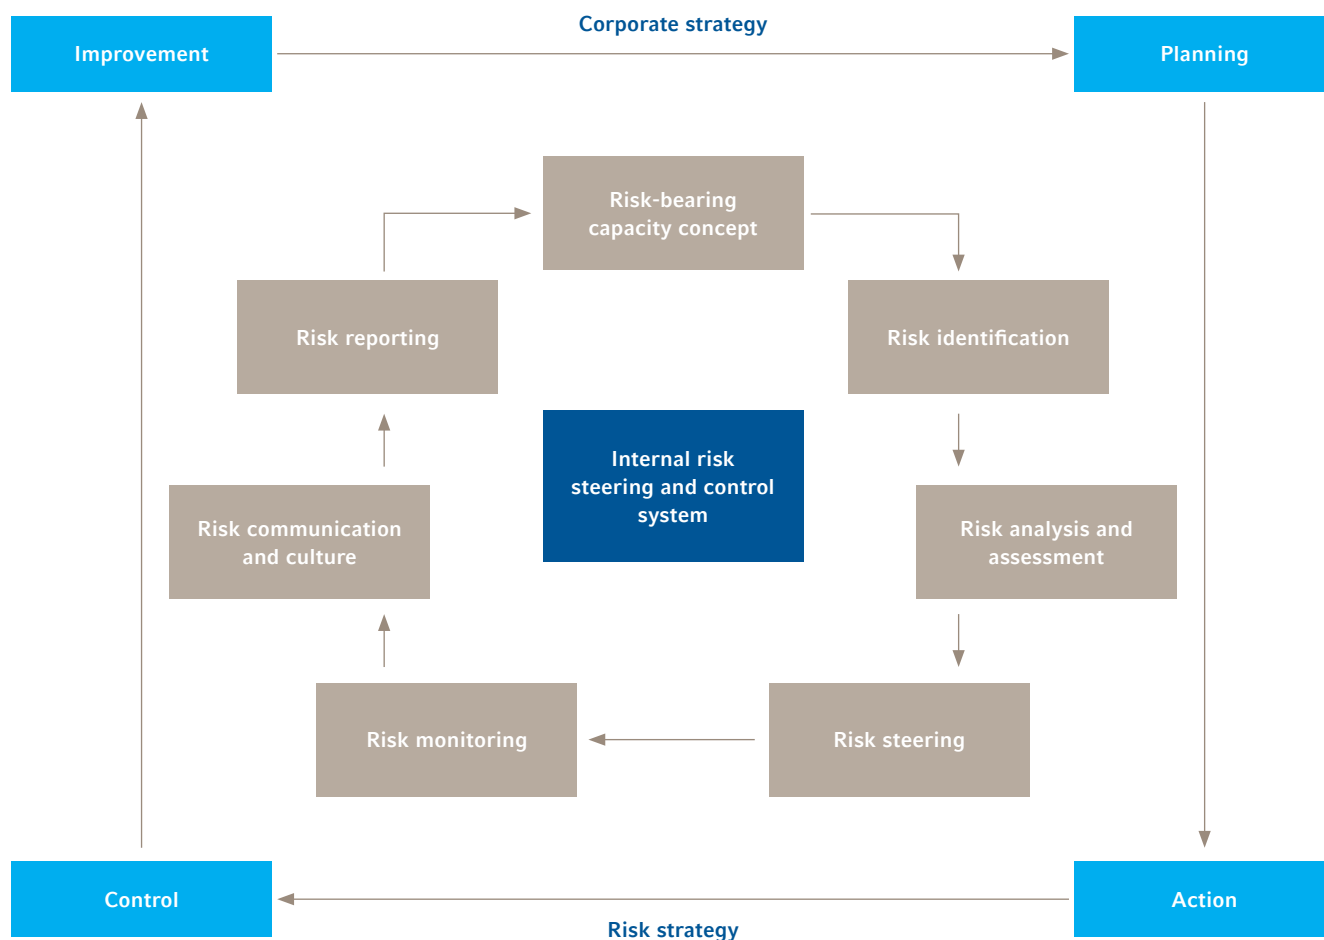 Corporate strategy
Improvement
Planning
Risk-bearing
capacity concept
Risk reporting
Risk identification
Internal risk
steering and control
system
Risk communication
and culture
Risk analysis and
assessment
Risk monitoring
Risk steering
Control
Action
Risk strategy